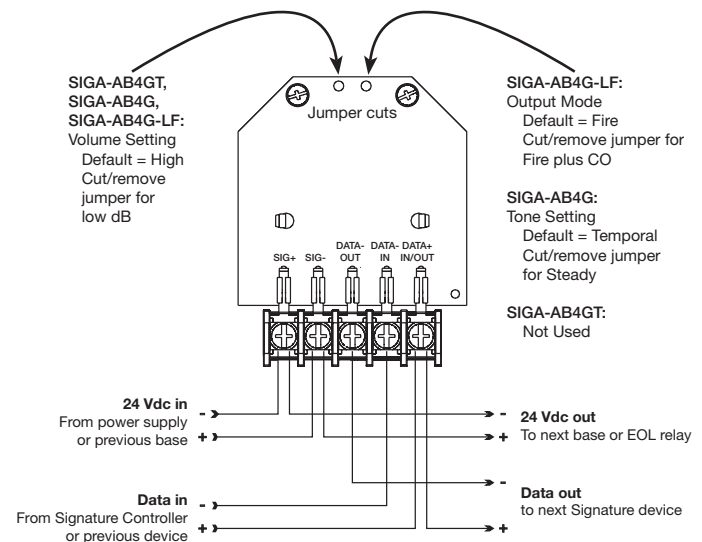 SIGA-AB4GT,
SIGA-AB4G,
SIGA-AB4G-LF:
Volume Setting
Default = High
Cut/remove
jumper for
low dB
Jumper cuts
SIGA-AB4G-LF:
Output Mode
Default = Fire
Cut/remove jumper for
Fire plus CO
SIGA-AB4G:
Tone Setting
Default = Temporal
Cut/remove jumper
for Steady
SIGA-AB4GT:
Not Used
SIG+ SIG- DATA- OUT DATA- IN DATA+ IN/OUT
24 Vdc in
From power supply
or previous base
- +
24 Vdc out
To next base or EOL relay
- +
Data in
From Signature Controller
or previous device
- +
Data out
to next Signature device
- +